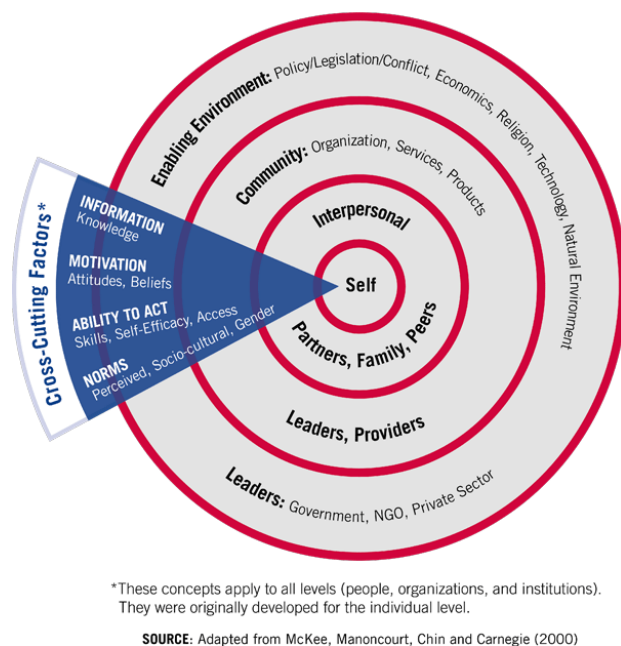 Enabling Environment: Policy/Legislation/Conflict, Economics, Religion, Technology, Natural Environment
Community: Organization, Services, Products
Interpersonal
Self
Partners, Family, Peers
Leaders, Providers
Leaders: Government, NGO, Private Sector
Cross-Cutting Factors*
INFORMATION
Knowledge
MOTIVATION
Attitudes, Beliefs
ABILITY TO ACT
Skills, Self-Efficacy, Access
NORMS
Perceived, Socio-cultural, Gender
*These concepts apply to all levels (people, organizations, and institutions).
They were originally developed for the individual level.
SOURCE: Adapted from McKee, Manoncourt, Chin and Carnegie (2000)